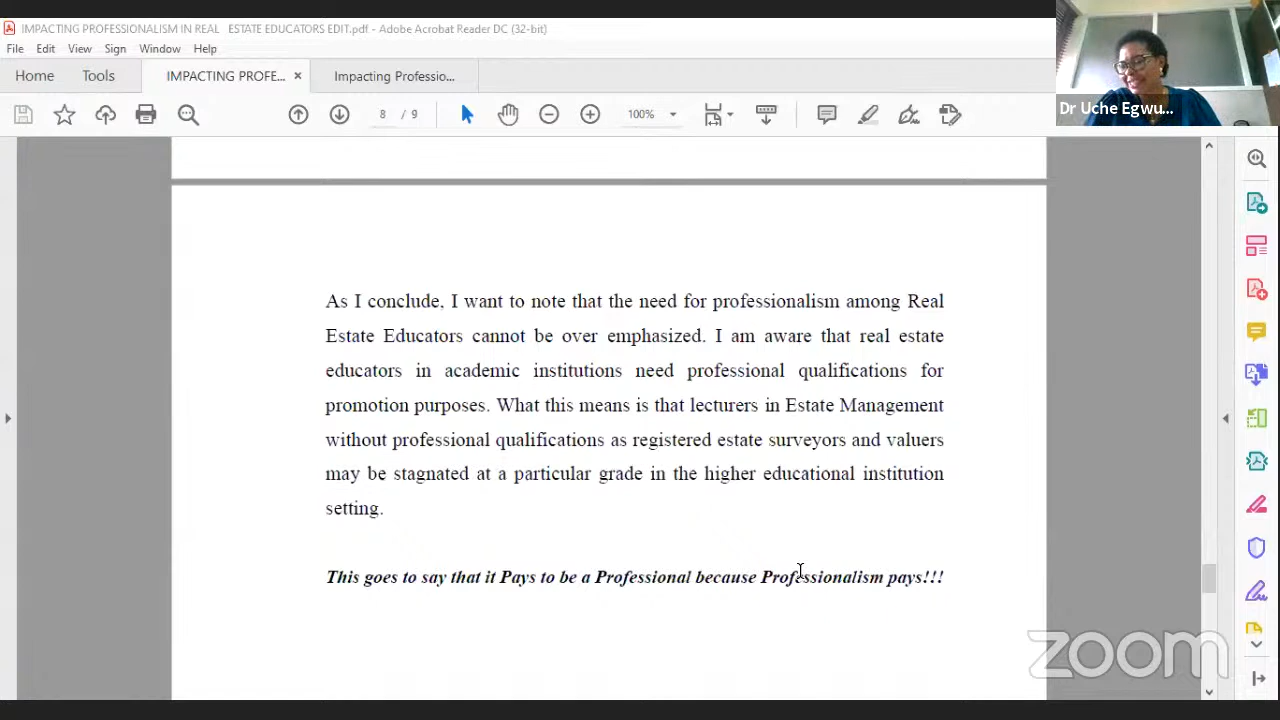 IMPACTING PROFESSIONALISM IN REAL ESTATE EDUCATORS EDIT.pdf - Adobe Acrobat Reader DC (32-bit)
File Edit View Sign Window Help
Home Tools IMPACTING PROFE... × Impacting Professio...
8 / 9 100%
Dr Uche Egwu...
As I conclude, I want to note that the need for professionalism among Real
Estate Educators cannot be over emphasized. I am aware that real estate
educators in academic institutions need professional qualifications for
promotion purposes. What this means is that lecturers in Estate Management
without professional qualifications as registered estate surveyors and valuers
may be stagnated at a particular grade in the higher educational institution
setting.
This goes to say that it Pays to be a Professional because Professionalism pays!!!
zoom